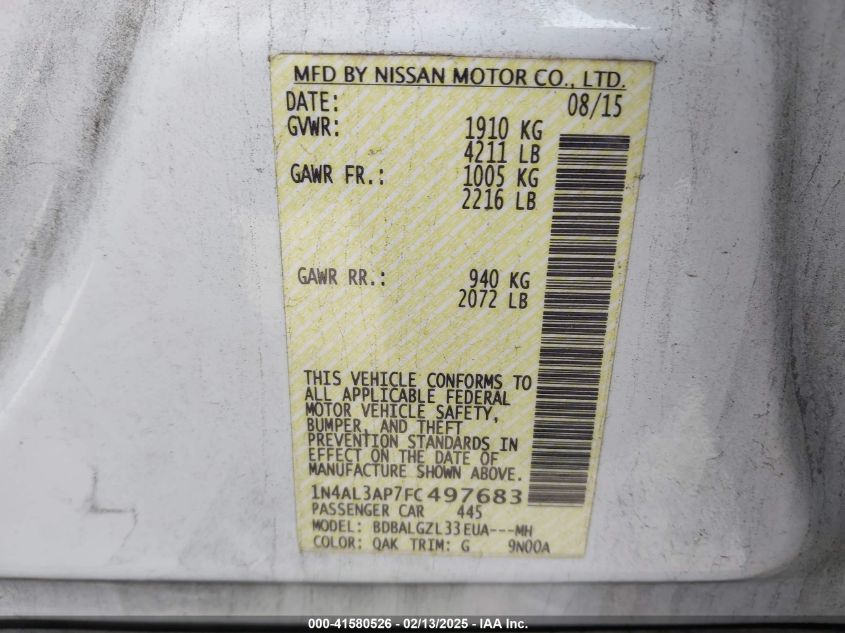 MFD BY NISSAN MOTOR CO., LTD.
DATE: 08/15
GVWR: 1910 KG
4211 LB
GAWR FR.: 1005 KG
2216 LB
GAWR RR.: 940 KG
2072 LB
THIS VEHICLE CONFORMS TO
ALL APPLICABLE FEDERAL
MOTOR VEHICLE SAFETY,
BUMPER, AND THEFT
PREVENTION STANDARDS IN
EFFECT ON THE DATE OF
MANUFACTURE SHOWN ABOVE.
1N4AL3AP7FC497683
PASSENGER CAR 445
MODEL: BDBALGZL33EUA---MH
COLOR: QAK TRIM: G 9N00A
000-41580526 - 02/13/2025 - IAA Inc.